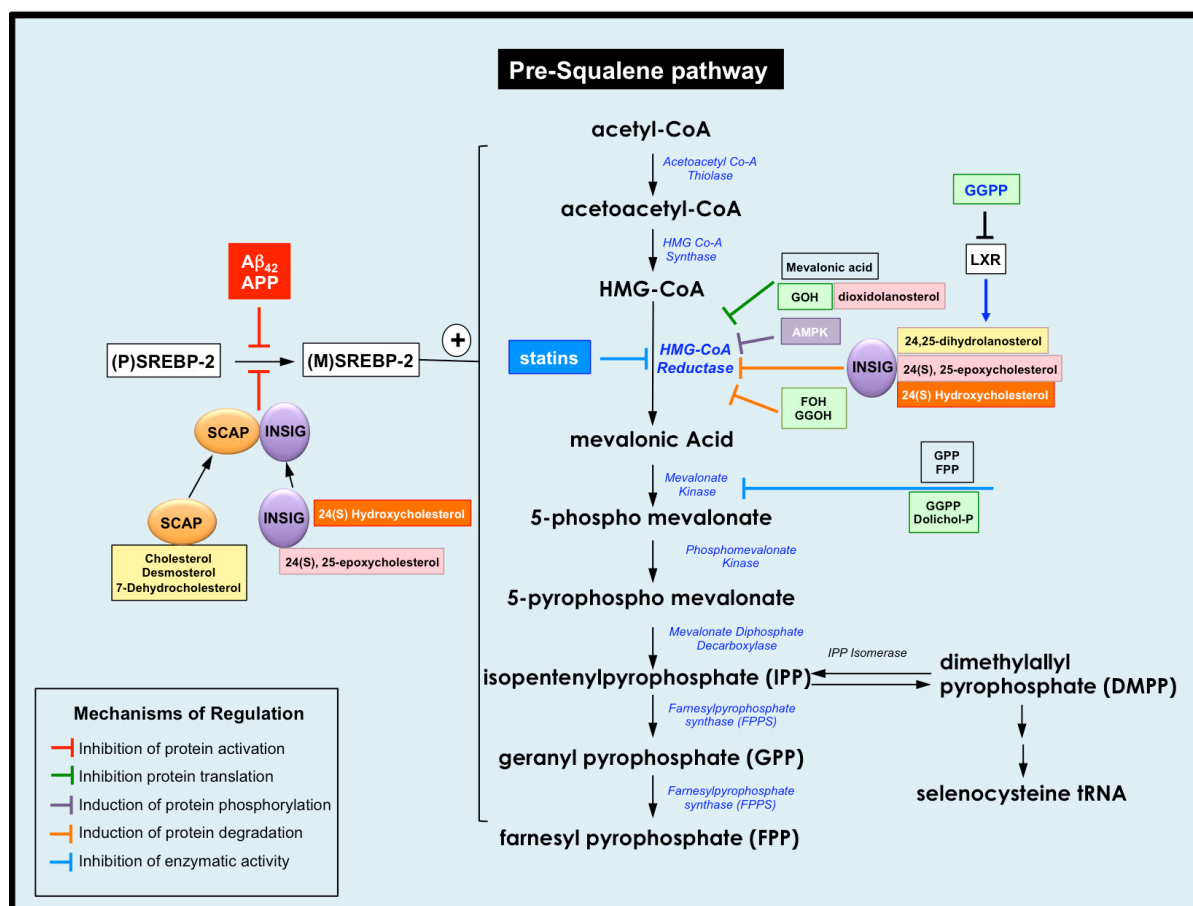 Pre-Squalene pathway
acetyl-CoA
Acetoacetyl Co-A
Thiolase
acetoacetyl-CoA
HMG Co-A
Synthase
HMG-CoA
HMG-CoA
Reductase
mevalonic Acid
Mevalonate
Kinase
5-phospho mevalonate
Phosphomevalonate
Kinase
5-pyrophospho mevalonate
Mevalonate Diphosphate
Decarboxylase
isopentenylpyrophosphate (IPP)
Farnesylpyrophosphate
synthase (FPPS)
geranyl pyrophosphate (GPP)
Farnesylpyrophosphate
synthase (FPPS)
farnesyl pyrophosphate (FPP)
IPP Isomerase
dimethylallyl
pyrophosphate (DMPP)
selenocysteine tRNA
Aβ42
APP
(P)SREBP-2
(M)SREBP-2
+
SCAP
INSIG
SCAP
INSIG
24(S) Hydroxycholesterol
24(S), 25-epoxycholesterol
Cholesterol
Desmosterol
7-Dehydrocholesterol
statins
Mevalonic acid
GOH
dioxidolanosterol
AMPK
FOH
GGOH
GGPP
LXR
INSIG
24,25-dihydrolanosterol
24(S), 25-epoxycholesterol
24(S) Hydroxycholesterol
GPP
FPP
GGPP
Dolichol-P
Mechanisms of Regulation
Inhibition of protein activation
Inhibition protein translation
Induction of protein phosphorylation
Induction of protein degradation
Inhibition of enzymatic activity